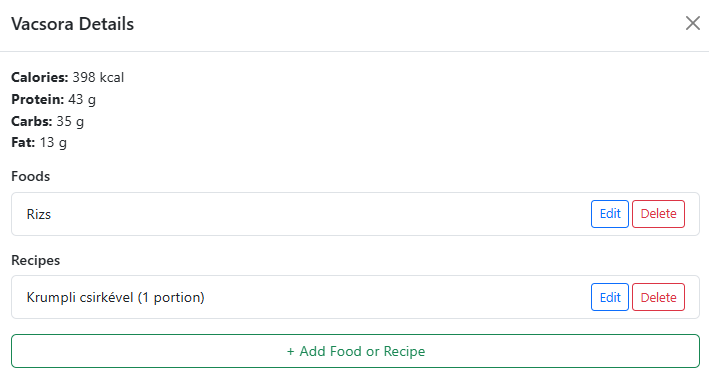 Vacsora Details
Calories: 398 kcal
Protein: 43 g
Carbs: 35 g
Fat: 13 g
Foods
Rizs Edit Delete
Recipes
Krumpli csirkével (1 portion) Edit Delete
+ Add Food or Recipe